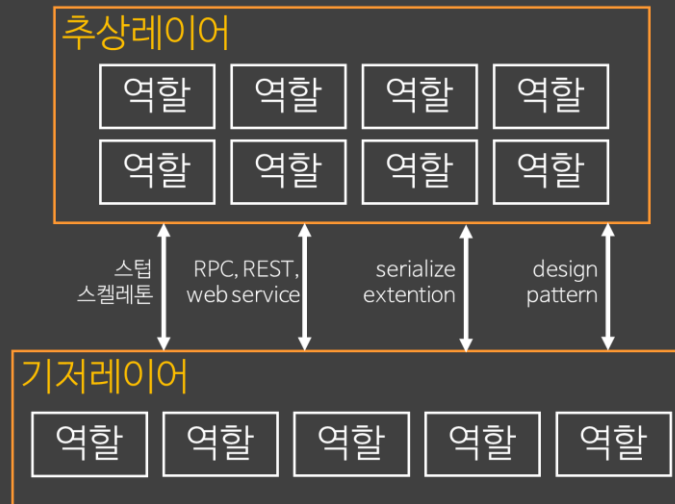 추상레이어
역할 역할 역할 역할
역할 역할 역할 역할
스텁
스켈레톤
RPC, REST,
web service
serialize
extention
design
pattern
기저레이어
역할 역할 역할 역할 역할